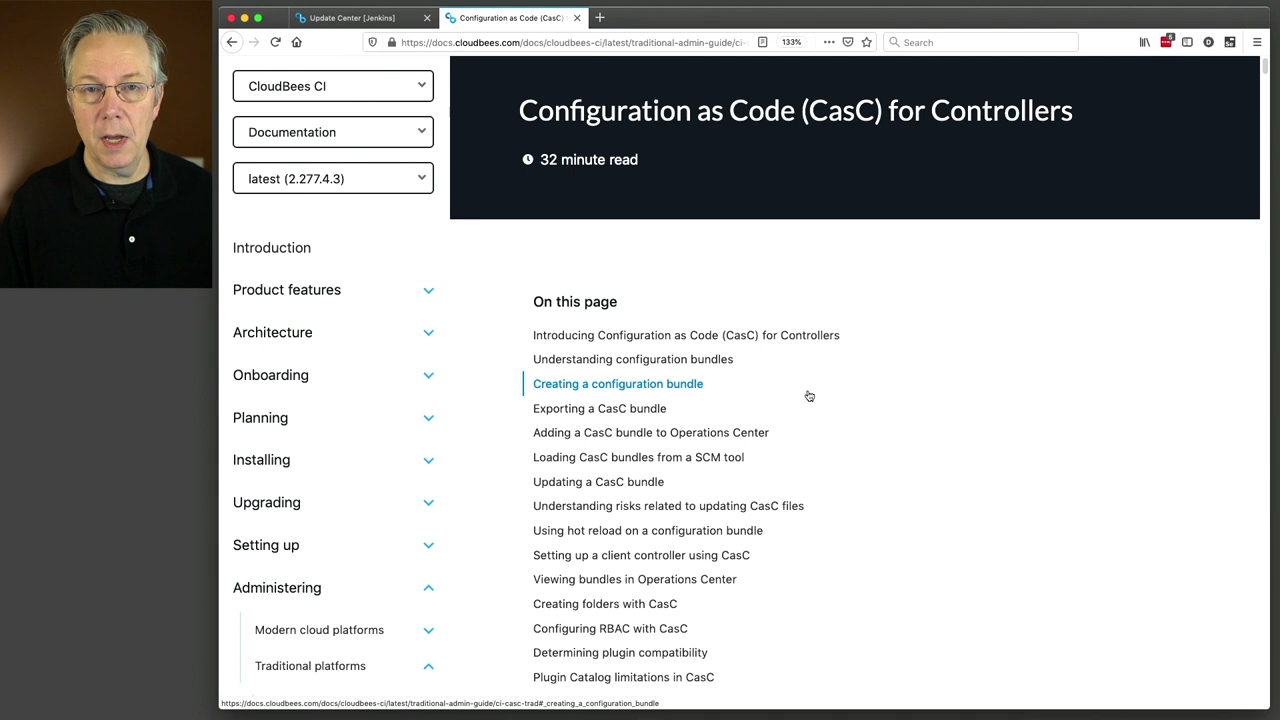 Update Center [Jenkins]
Configuration as Code (CasC)
https://docs.cloudbees.com/docs/cloudbees-ci/latest/traditional-admin-guide/ci-
133%
Search
6
CloudBees CI
Documentation
latest (2.277.4.3)
Introduction
Product features
Architecture
Onboarding
Planning
Installing
Upgrading
Setting up
Administering
Modern cloud platforms
Traditional platforms
Configuration as Code (CasC) for Controllers
32 minute read
On this page
Introducing Configuration as Code (CasC) for Controllers
Understanding configuration bundles
Creating a configuration bundle
Exporting a CasC bundle
Adding a CasC bundle to Operations Center
Loading CasC bundles from a SCM tool
Updating a CasC bundle
Understanding risks related to updating CasC files
Using hot reload on a configuration bundle
Setting up a client controller using CasC
Viewing bundles in Operations Center
Creating folders with CasC
Configuring RBAC with CasC
Determining plugin compatibility
Plugin Catalog limitations in CasC
https://docs.cloudbees.com/docs/cloudbees-ci/latest/traditional-admin-guide/ci-casc-trad#_creating_a_configuration_bundle